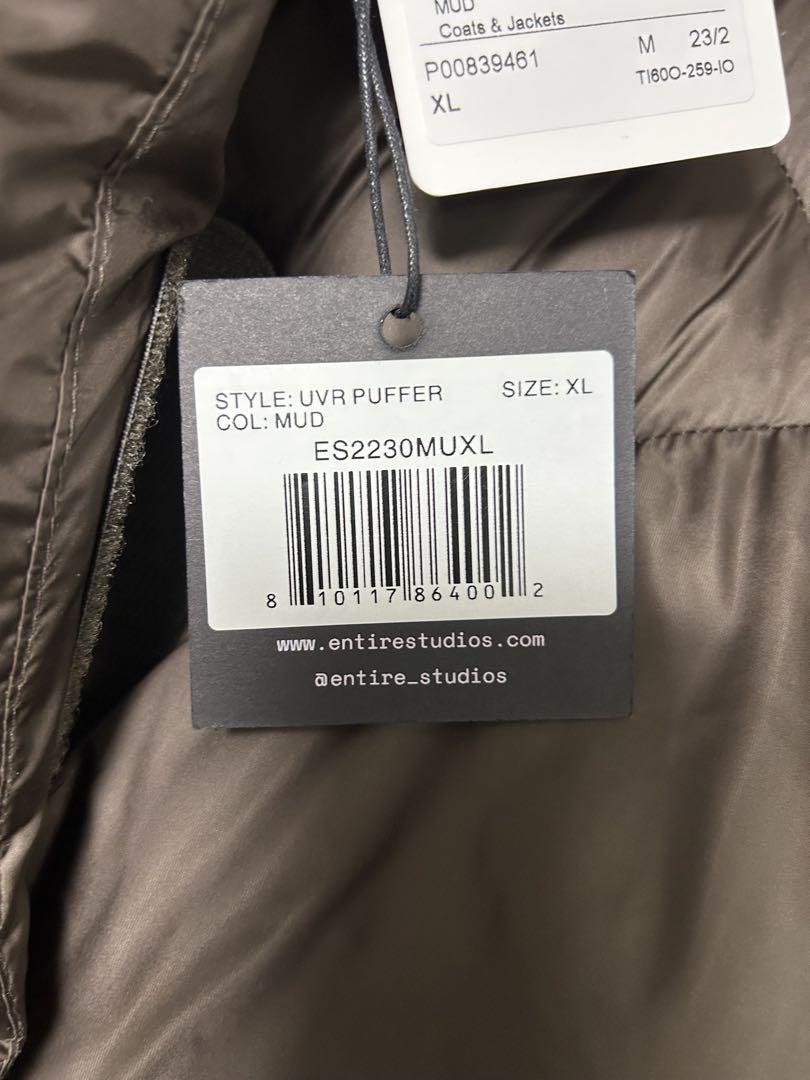 MUD
Coats & Jackets
P00839461 M 23/2
XL TI60O-259-IO
STYLE: UVR PUFFER SIZE: XL
COL: MUD
ES2230MUXL
8 10117 86400 2
www.entirestudios.com
@entire_studios